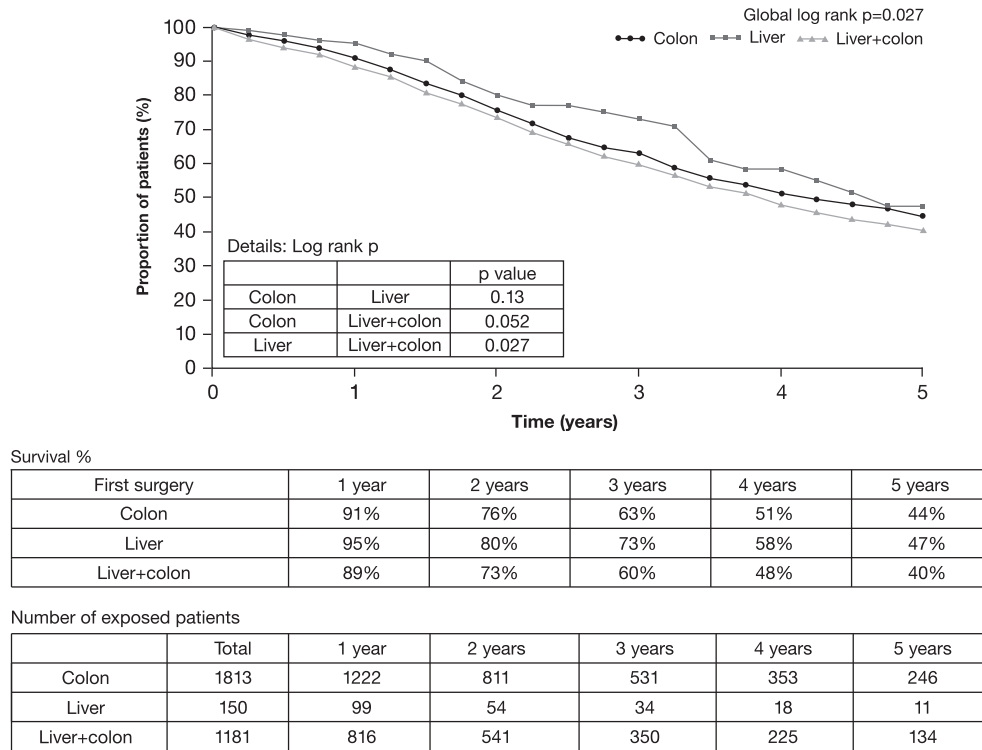 Global log rank p=0.027
Colon Liver Liver+colon
Proportion of patients (%)
100
90
80
70
60
50
40
30
20
10
0
Details: Log rank p
p value
Colon Liver 0.13
Colon Liver+colon 0.052
Liver Liver+colon 0.027
0 1 2 3 4 5
Time (years)
Survival %
First surgery 1 year 2 years 3 years 4 years 5 years
Colon 91% 76% 63% 51% 44%
Liver 95% 80% 73% 58% 47%
Liver+colon 89% 73% 60% 48% 40%
Number of exposed patients
Total 1 year 2 years 3 years 4 years 5 years
Colon 1813 1222 811 531 353 246
Liver 150 99 54 34 18 11
Liver+colon 1181 816 541 350 225 134